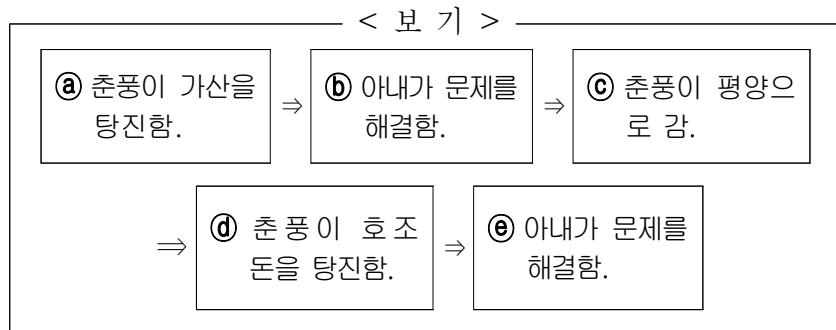 < 보 기 >
ⓐ 춘풍이 가산을
탕진함.
⇒
ⓑ 아내가 문제를
해결함.
⇒
ⓒ 춘풍이 평양으
로 감.
⇒
ⓓ 춘풍이 호조
돈을 탕진함.
⇒
ⓔ 아내가 문제를
해결함.